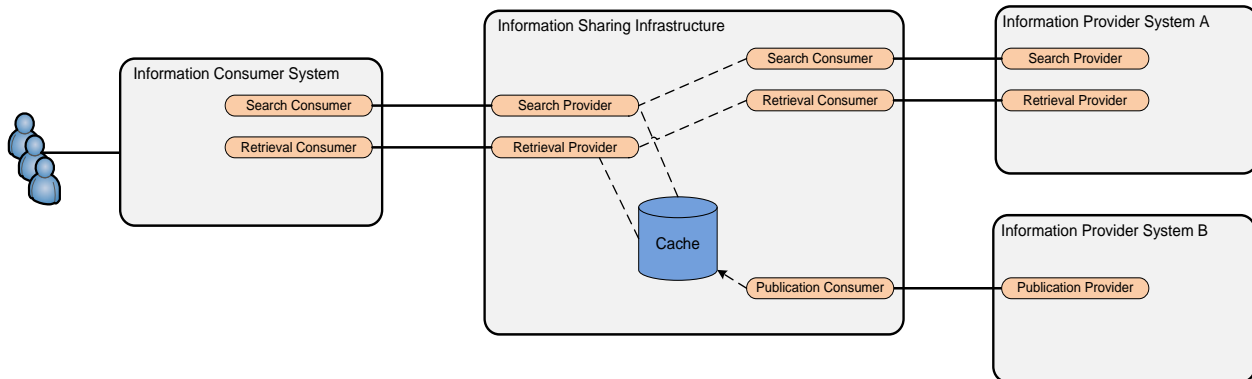 Information Consumer System
Search Consumer
Retrieval Consumer
Information Sharing Infrastructure
Search Provider
Retrieval Provider
Search Consumer
Retrieval Consumer
Cache
Publication Consumer
Information Provider System A
Search Provider
Retrieval Provider
Information Provider System B
Publication Provider